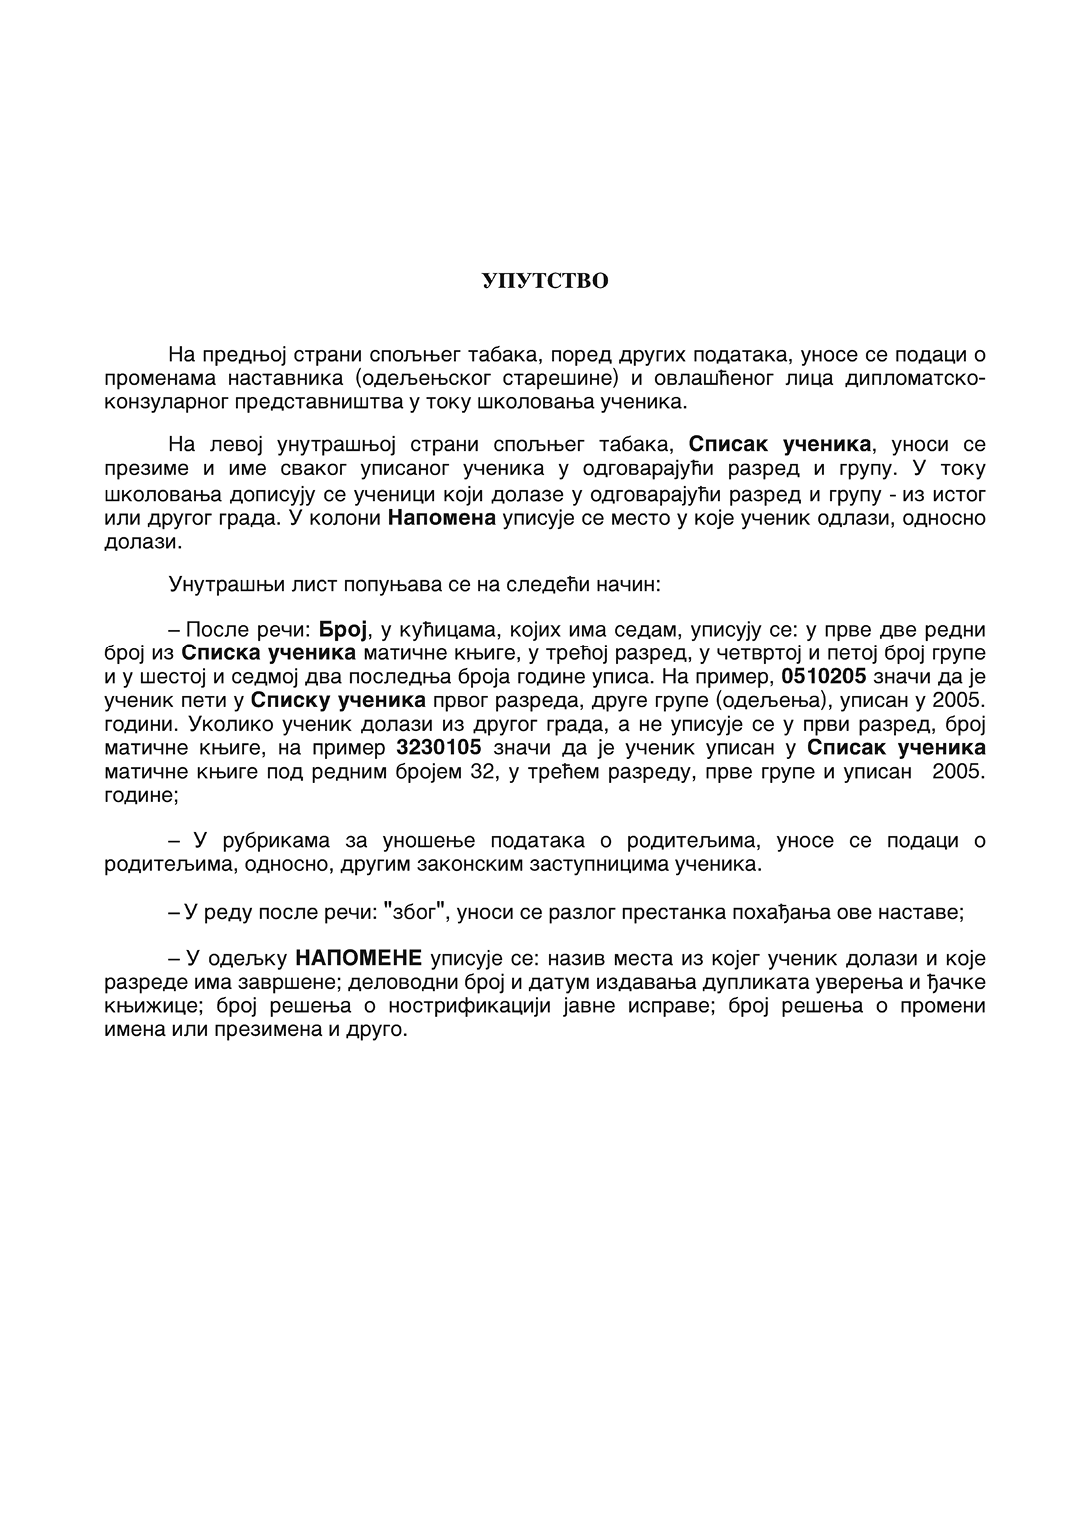 УПУТСТВО
На предњој страни спољњег табака, поред других података, уносе се подаци о
променама наставника (одељењског старешине) и овлашћеног лица дипломатско-
конзуларног представништва у току школовања ученика.
На левој унутрашњој страни спољњег табака, Списак ученика, уноси се
презиме и име сваког уписаног ученика у одговарајући разред и групу. У току
школовања дописују се ученици који долазе у одговарајући разред и групу - из истог
или другог града. У колони Напомена уписује се место у које ученик одлази, односно
долази.
Унутрашњи лист попуњава се на следећи начин:
– После речи: Број, у кућицама, којих има седам, уписују се: у прве две редни
број из Списка ученика матичне књиге, у трећој разред, у четвртој и петој број групе
и у шестој и седмој два последња броја године уписа. На пример, 0510205 значи да је
ученик пети у Списку ученика првог разреда, друге групе (одељења), уписан у 2005.
години. Уколико ученик долази из другог града, а не уписује се у први разред, број
матичне књиге, на пример 3230105 значи да је ученик уписан у Списак ученика
матичне књиге под редним бројем 32, у трећем разреду, прве групе и уписан 2005.
године;
– У рубрикама за уношење података о родитељима, уносе се подаци о
родитељима, односно, другим законским заступницима ученика.
– У реду после речи: "због", уноси се разлог престанка похађања ове наставе;
– У одељку НАПОМЕНЕ уписује се: назив места из којег ученик долази и које
разреде има завршене; деловодни број и датум издавања дупликата уверења и ђачке
књижице; број решења о нострификацији јавне исправе; број решења о промени
имена или презимена и друго.